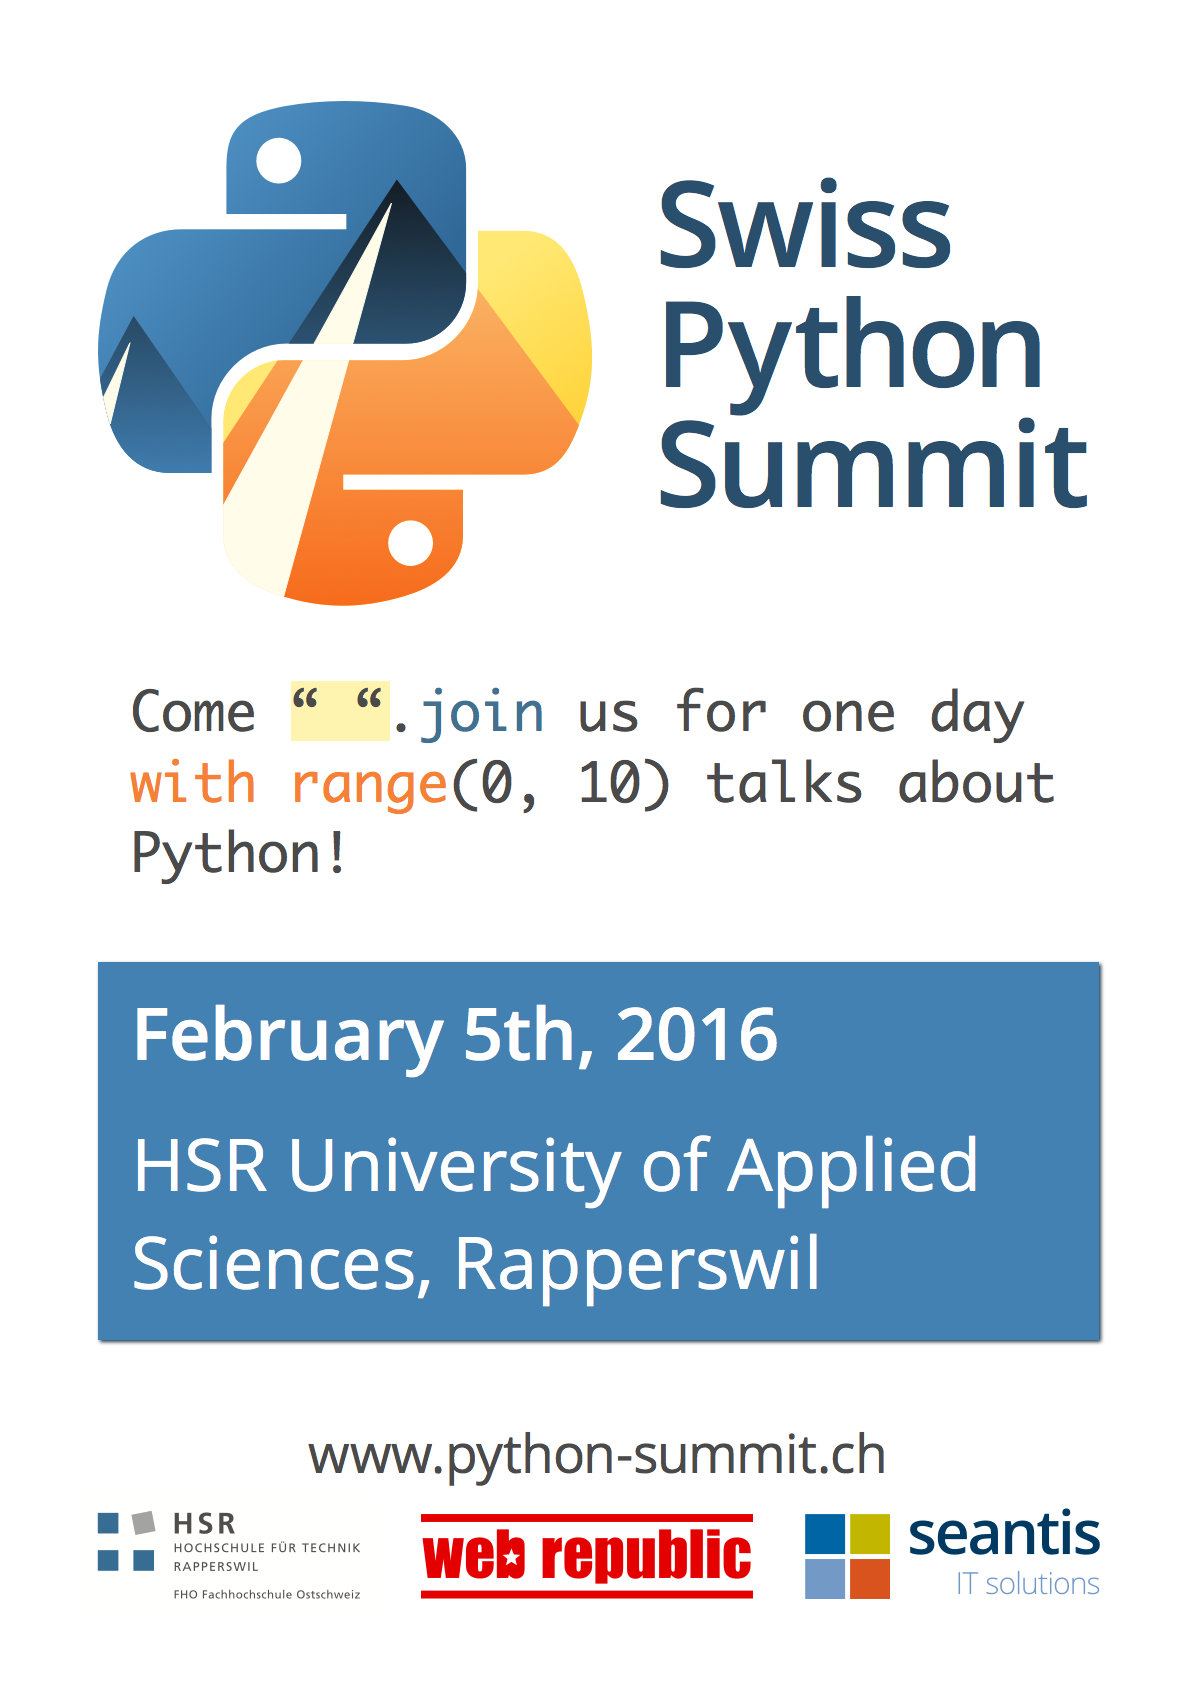 Swiss
Python
Summit
Come “ “.join us for one day
with range(0, 10) talks about
Python!
February 5th, 2016
HSR University of Applied
Sciences, Rapperswil
www.python-summit.ch
HSR
HOCHSCHULE FÜR TECHNIK
RAPPERSWIL
FHO Fachhochschule Ostschweiz
web republic
seantis
IT solutions